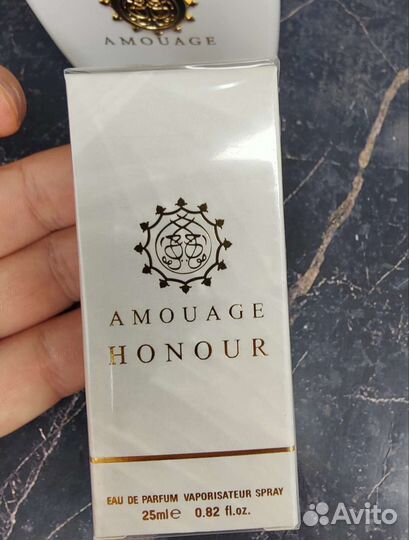 AMOUAGE
AMOUAGE
HONOUR
EAU DE PARFUM VAPORISATEUR SPRAY
25ml℮ 0.82 fl.oz.
Avito